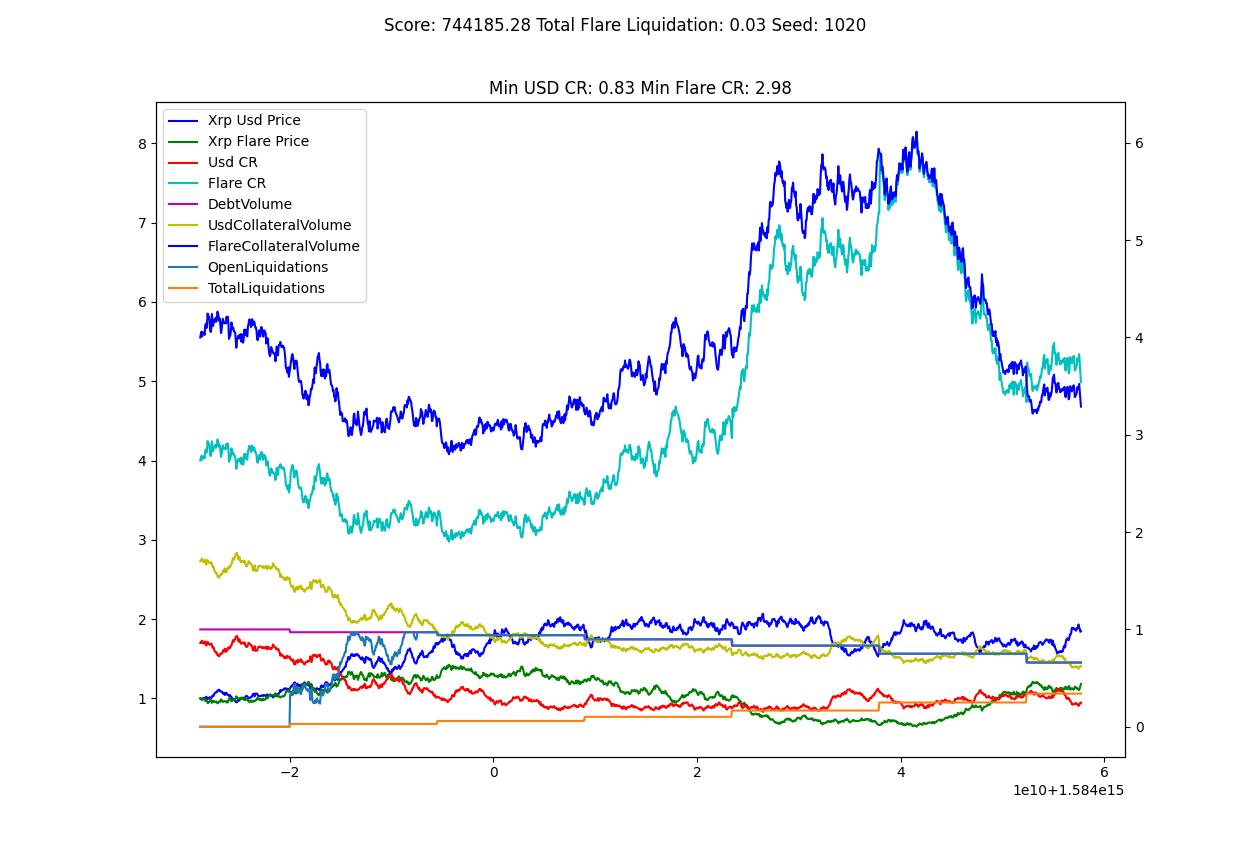 Score: 744185.28 Total Flare Liquidation: 0.03 Seed: 1020
Min USD CR: 0.83 Min Flare CR: 2.98
Xrp Usd Price
Xrp Flare Price
Usd CR
Flare CR
DebtVolume
UsdCollateralVolume
FlareCollateralVolume
OpenLiquidations
TotalLiquidations
8
7
6
5
4
3
2
1
6
5
4
3
2
1
0
−2
0
2
4
6
1e10+1.584e15